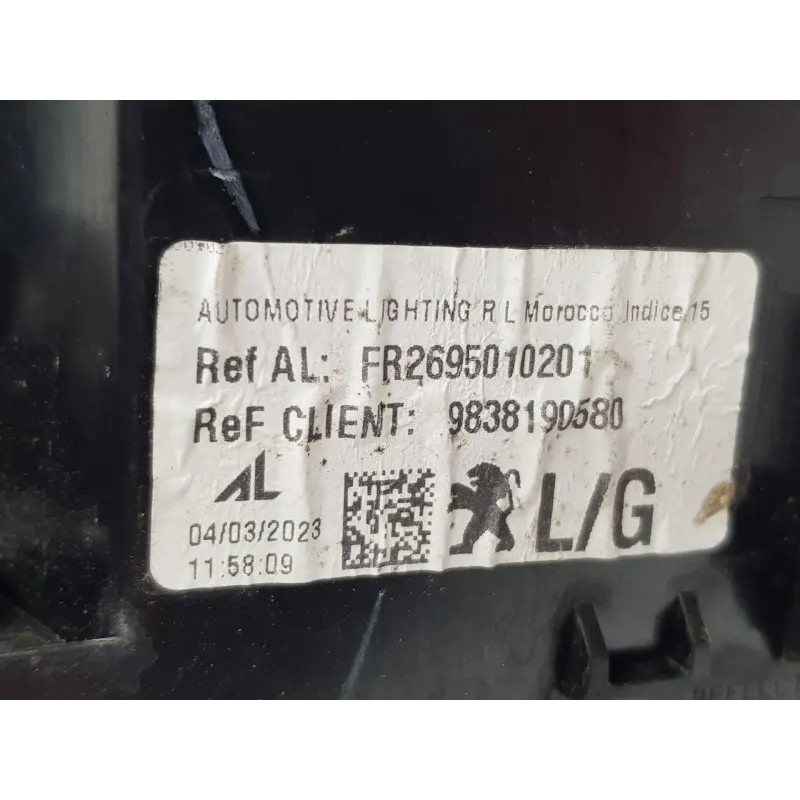 AUTOMOTIVE LIGHTING R L Morocco Indice 15
Ref AL: FR2695010201
ReF CLIENT: 9838190580
AL
04/03/2023
11:58:09
L/G